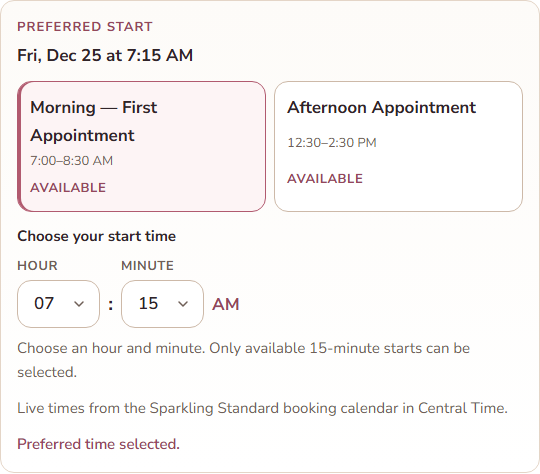 PREFERRED START
Fri, Dec 25 at 7:15 AM
Morning — First
Appointment
7:00–8:30 AM
AVAILABLE
Afternoon Appointment
12:30–2:30 PM
AVAILABLE
Choose your start time
HOUR
MINUTE
07 : 15 AM
Choose an hour and minute. Only available 15-minute starts can be
selected.
Live times from the Sparkling Standard booking calendar in Central Time.
Preferred time selected.